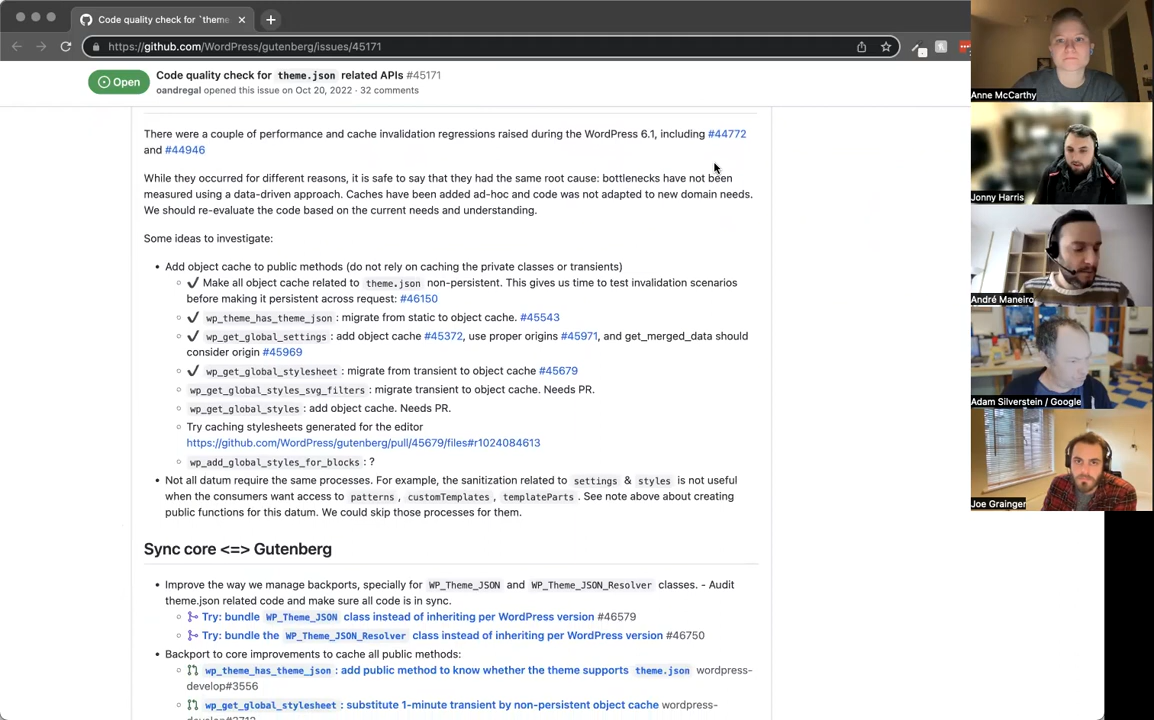 Code quality check for `theme
https://github.com/WordPress/gutenberg/issues/45171
Open
Code quality check for theme.json related APIs #45171
oandregal opened this issue on Oct 20, 2022 · 32 comments
There were a couple of performance and cache invalidation regressions raised during the WordPress 6.1, including #44772
and #44946
While they occurred for different reasons, it is safe to say that they had the same root cause: bottlenecks have not been
measured using a data-driven approach. Caches have been added ad-hoc and code was not adapted to new domain needs.
We should re-evaluate the code based on the current needs and understanding.
Some ideas to investigate:
• Add object cache to public methods (do not rely on caching the private classes or transients)
✔ Make all object cache related to theme.json non-persistent. This gives us time to test invalidation scenarios
before making it persistent across request: #46150
✔ wp_theme_has_theme_json : migrate from static to object cache. #45543
✔ wp_get_global_settings : add object cache #45372, use proper origins #45971, and get_merged_data should
consider origin #45969
✔ wp_get_global_stylesheet : migrate from transient to object cache #45679
wp_get_global_styles_svg_filters : migrate transient to object cache. Needs PR.
wp_get_global_styles : add object cache. Needs PR.
Try caching stylesheets generated for the editor
https://github.com/WordPress/gutenberg/pull/45679/files#r1024084613
wp_add_global_styles_for_blocks : ?
• Not all datum require the same processes. For example, the sanitization related to settings & styles is not useful
when the consumers want access to patterns , customTemplates , templateParts . See note above about creating
public functions for this datum. We could skip those processes for them.
Sync core <=> Gutenberg
• Improve the way we manage backports, specially for WP_Theme_JSON and WP_Theme_JSON_Resolver classes. - Audit
theme.json related code and make sure all code is in sync.
Try: bundle WP_Theme_JSON class instead of inheriting per WordPress version #46579
Try: bundle the WP_Theme_JSON_Resolver class instead of inheriting per WordPress version #46750
• Backport to core improvements to cache all public methods:
wp_theme_has_theme_json : add public method to know whether the theme supports theme.json wordpress-
develop#3556
wp_get_global_stylesheet : substitute 1-minute transient by non-persistent object cache wordpress-
develop#3712
Anne McCarthy
Jonny Harris
André Maneiro
Adam Silverstein / Google
Joe Grainger